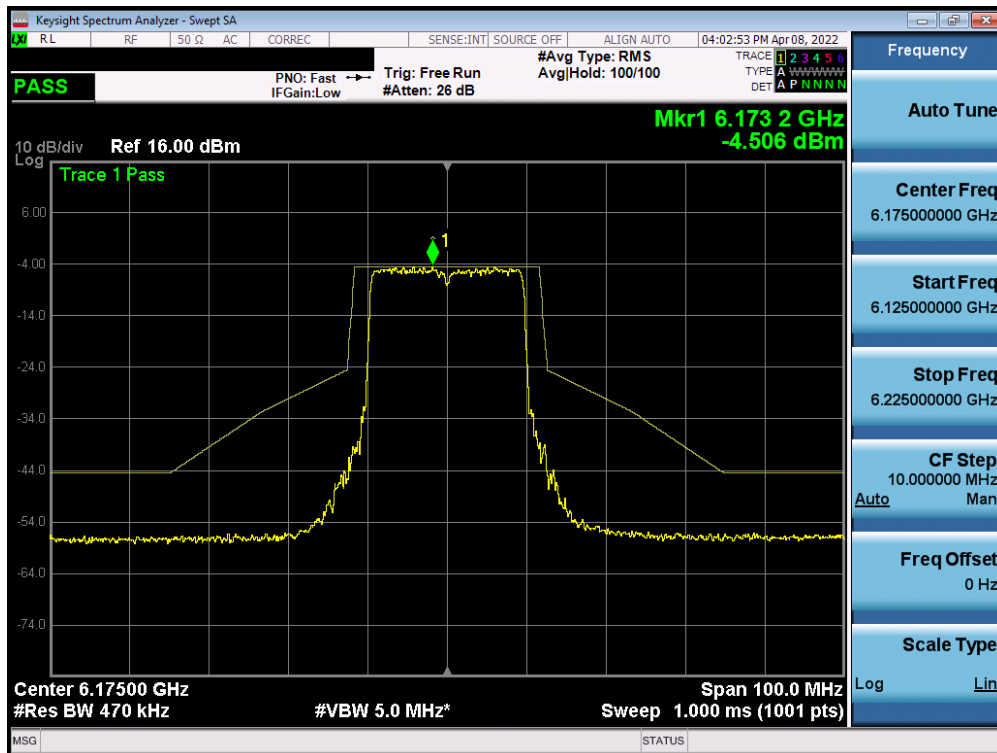 Keysight Spectrum Analyzer - Swept SA
LXI RL RF 50 Ω AC CORREC SENSE:INT SOURCE OFF ALIGN AUTO 04:02:53 PM Apr 08, 2022
PASS
PNO: Fast
IFGain:Low
Trig: Free Run
#Atten: 26 dB
#Avg Type: RMS
Avg|Hold: 100/100
TRACE 1 2 3 4 5 6
TYPE A WWWWW
DET A P N N N N
Mkr1 6.173 2 GHz
-4.506 dBm
10 dB/div Ref 16.00 dBm
Log
Trace 1 Pass
1
6.00
-4.00
-14.0
-24.0
-34.0
-44.0
-54.0
-64.0
-74.0
Center 6.17500 GHz Span 100.0 MHz
#Res BW 470 kHz #VBW 5.0 MHz* Sweep 1.000 ms (1001 pts)
MSG STATUS
Frequency
Auto Tune
Center Freq
6.175000000 GHz
Start Freq
6.125000000 GHz
Stop Freq
6.225000000 GHz
CF Step
10.000000 MHz
Auto Man
Freq Offset
0 Hz
Scale Type
Log Lin